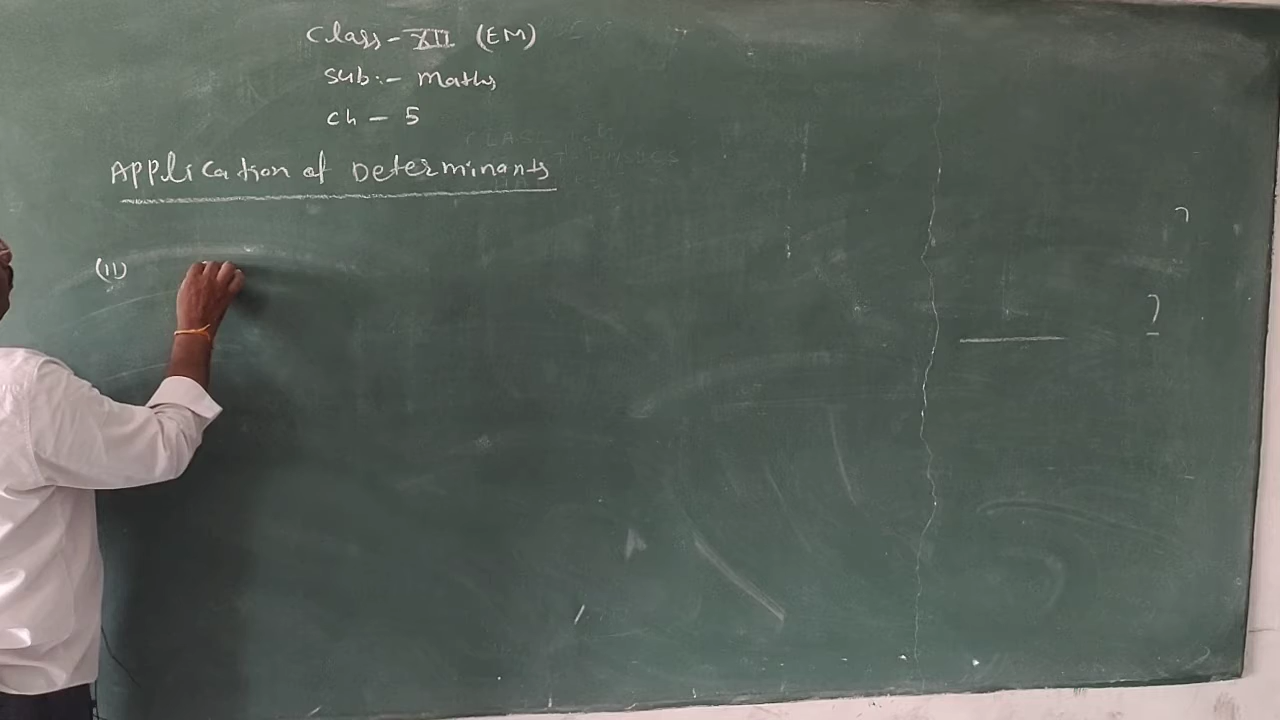 Class - XII (EM)
Sub :- Maths
Ch - 5
Application of Determinants
(11)
?
?